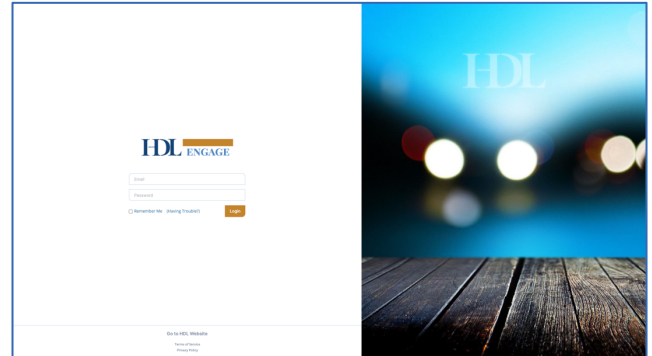 HDL
ENGAGE
Email
Password
Remember Me (Having Trouble?) Login
Go to HDL Website
Terms of Service
Privacy Policy
HDL